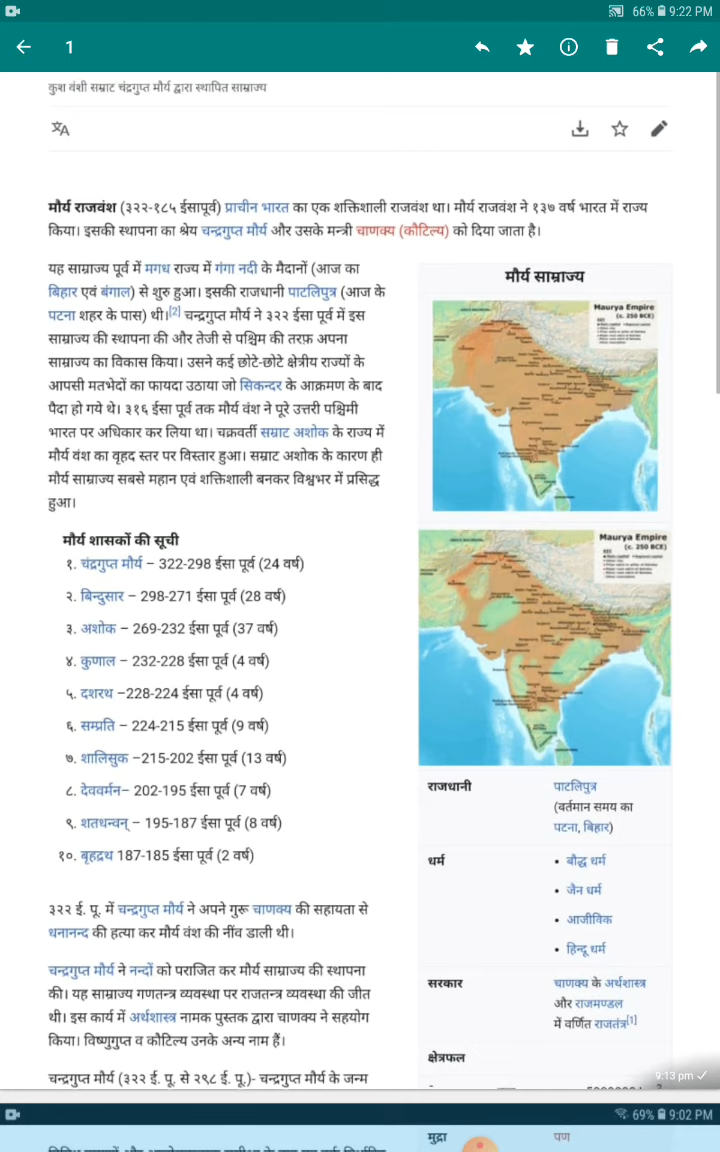 66% 9:22 PM
1
कुश वंशी सम्राट चंद्रगुप्त मौर्य द्वारा स्थापित साम्राज्य
मौर्य राजवंश (३२२-१८५ ईसापूर्व) प्राचीन भारत का एक शक्तिशाली राजवंश था। मौर्य राजवंश ने १३७ वर्ष भारत में राज्य
किया। इसकी स्थापना का श्रेय चन्द्रगुप्त मौर्य और उसके मन्त्री चाणक्य (कौटिल्य) को दिया जाता है।
यह साम्राज्य पूर्व में मगध राज्य में गंगा नदी के मैदानों (आज का
बिहार एवं बंगाल) से शुरु हुआ। इसकी राजधानी पाटलिपुत्र (आज के
पटना शहर के पास) थी।[2] चन्द्रगुप्त मौर्य ने ३२२ ईसा पूर्व में इस
साम्राज्य की स्थापना की और तेजी से पश्चिम की तरफ़ अपना
साम्राज्य का विकास किया। उसने कई छोटे-छोटे क्षेत्रीय राज्यों के
आपसी मतभेदों का फायदा उठाया जो सिकन्दर के आक्रमण के बाद
पैदा हो गये थे। ३१६ ईसा पूर्व तक मौर्य वंश ने पूरे उत्तरी पश्चिमी
भारत पर अधिकार कर लिया था। चक्रवर्ती सम्राट अशोक के राज्य में
मौर्य वंश का वृहद स्तर पर विस्तार हुआ। सम्राट अशोक के कारण ही
मौर्य साम्राज्य सबसे महान एवं शक्तिशाली बनकर विश्वभर में प्रसिद्ध
हुआ।
मौर्य शासकों की सूची
१. चंद्रगुप्त मौर्य – 322-298 ईसा पूर्व (24 वर्ष)
२. बिन्दुसार – 298-271 ईसा पूर्व (28 वर्ष)
३. अशोक – 269-232 ईसा पूर्व (37 वर्ष)
४. कुणाल – 232-228 ईसा पूर्व (4 वर्ष)
५. दशरथ –228-224 ईसा पूर्व (4 वर्ष)
६. सम्प्रति – 224-215 ईसा पूर्व (9 वर्ष)
७. शालिसुक –215-202 ईसा पूर्व (13 वर्ष)
८. देववर्मन– 202-195 ईसा पूर्व (7 वर्ष)
९. शतधन्वन् – 195-187 ईसा पूर्व (8 वर्ष)
१०. बृहद्रथ 187-185 ईसा पूर्व (2 वर्ष)
३२२ ई. पू. में चन्द्रगुप्त मौर्य ने अपने गुरू चाणक्य की सहायता से
धनानन्द की हत्या कर मौर्य वंश की नींव डाली थी।
चन्द्रगुप्त मौर्य ने नन्दों को पराजित कर मौर्य साम्राज्य की स्थापना
की। यह साम्राज्य गणतन्त्र व्यवस्था पर राजतन्त्र व्यवस्था की जीत
थी। इस कार्य में अर्थशास्त्र नामक पुस्तक द्वारा चाणक्य ने सहयोग
किया। विष्णुगुप्त व कौटिल्य उनके अन्य नाम हैं।
चन्द्रगुप्त मौर्य (३२२ ई. पू. से २९८ ई. पू.)- चन्द्रगुप्त मौर्य के जन्म
मौर्य साम्राज्य
Maurya Empire
(c. 250 BCE)
Maurya Empire
(c. 250 BCE)
राजधानी
पाटलिपुत्र
(वर्तमान समय का
पटना, बिहार)
धर्म
• बौद्ध धर्म
• जैन धर्म
• आजीविक
• हिन्दू धर्म
सरकार
चाणक्य के अर्थशास्त्र
और राजमण्डल
में वर्णित राजतंत्र[1]
क्षेत्रफल
9:13 pm
69% 9:02 PM
मुद्रा
पण